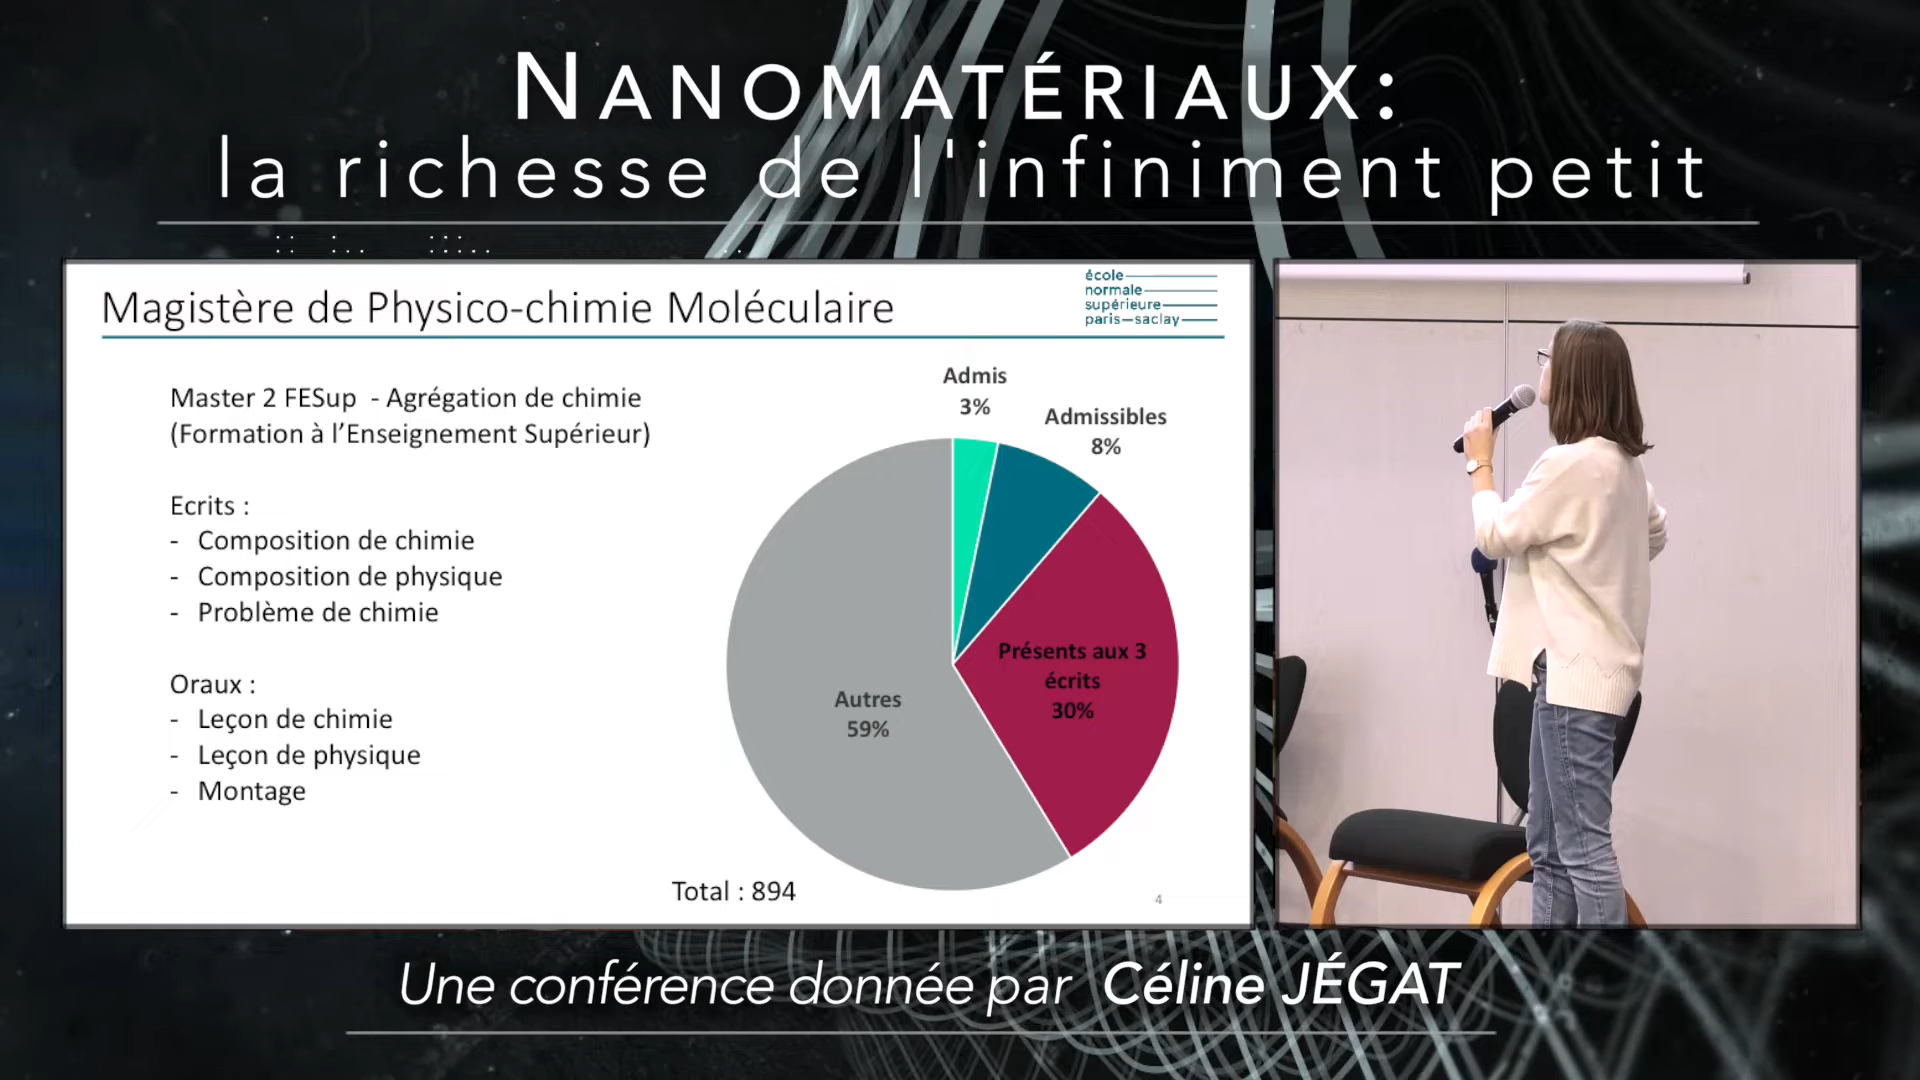 NANOMATÉRIAUX:
la richesse de l'infiniment petit
Magistère de Physico-chimie Moléculaire
école
normale
supérieure
paris—saclay
Master 2 FESup - Agrégation de chimie
(Formation à l'Enseignement Supérieur)
Ecrits :
- Composition de chimie
- Composition de physique
- Problème de chimie
Oraux :
- Leçon de chimie
- Leçon de physique
- Montage
Admis
3%
Admissibles
8%
Présents aux 3
écrits
30%
Autres
59%
Total : 894
4
Une conférence donnée par Céline JÉGAT